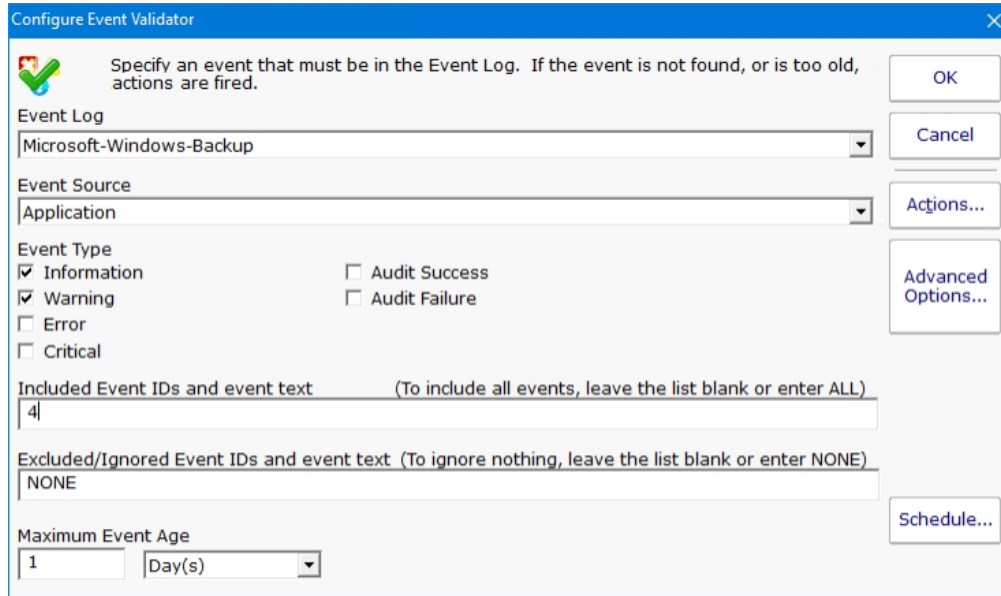 Configure Event Validator
Specify an event that must be in the Event Log. If the event is not found, or is too old,
actions are fired.
OK
Event Log
Cancel
Microsoft-Windows-Backup
Event Source
Actions...
Application
Event Type
Information
Audit Success
Advanced
Options...
Warning
Audit Failure
Error
Critical
Included Event IDs and event text (To include all events, leave the list blank or enter ALL)
4
Excluded/Ignored Event IDs and event text (To ignore nothing, leave the list blank or enter NONE)
NONE
Schedule...
Maximum Event Age
1
Day(s)